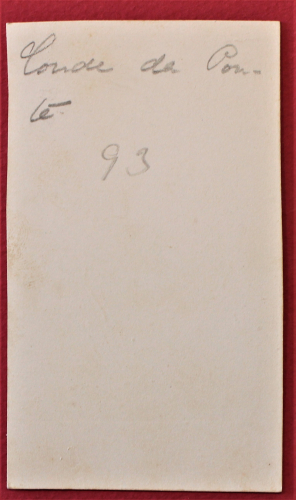 Conde da Pon-
te.
93